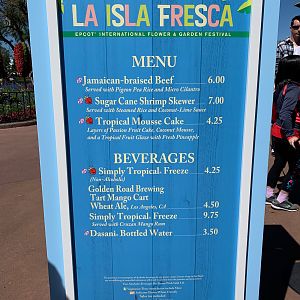 LA ISLA FRESCA
EPCOT® INTERNATIONAL FLOWER & GARDEN FESTIVAL
MENU
Jamaican-braised Beef 6.00
Served with Pigeon Pea Rice and Micro Cilantro
Sugar Cane Shrimp Skewer 7.00
Served with Steamed Rice and Coconut-Lime Sauce
Tropical Mousse Cake 4.25
Layers of Passion Fruit Cake, Coconut Mousse,
and a Tropical Fruit Glaze with Fresh Pineapple
BEVERAGES
Simply Tropical® Freeze 4.25
(Non-Alcoholic)
Golden Road Brewing
Tart Mango Cart
Wheat Ale, Los Angeles, CA 4.50
Simply Tropical® Freeze 9.75
Served with Cruzan Mango Rum
Dasani® Bottled Water 3.50